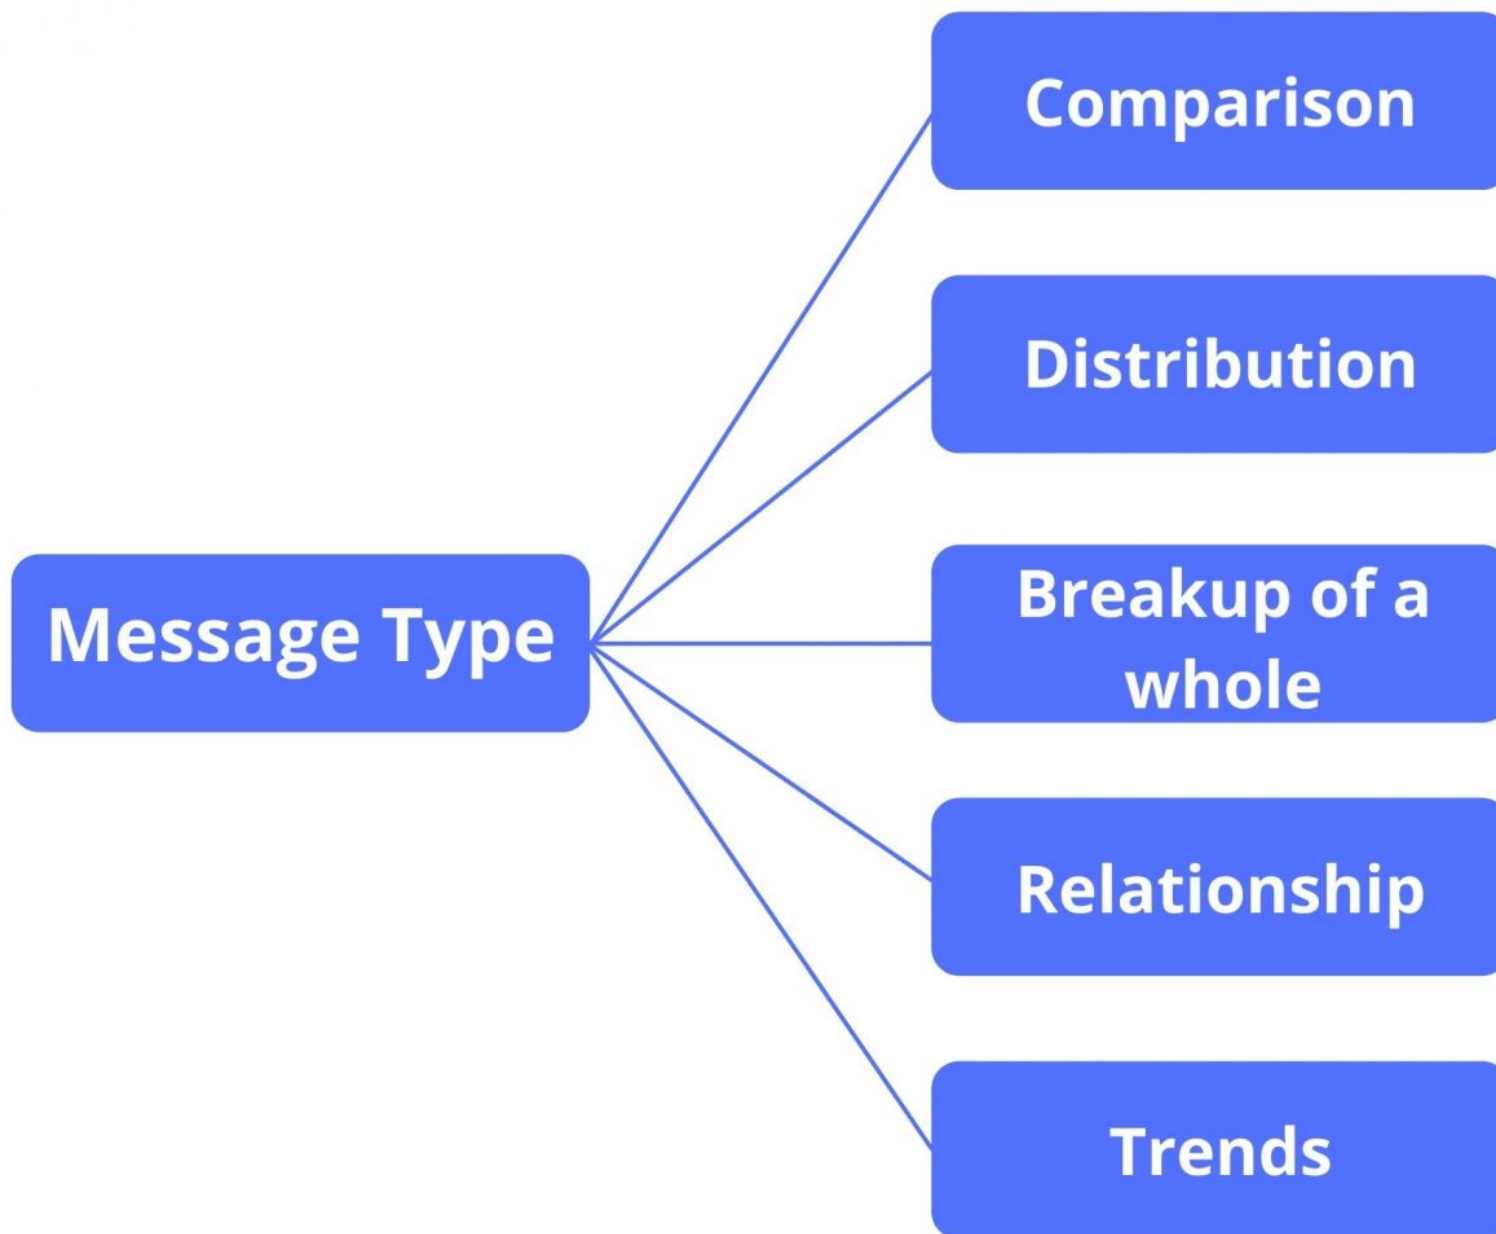 Comparison
Distribution
Message Type
Breakup of a
whole
Relationship
Trends